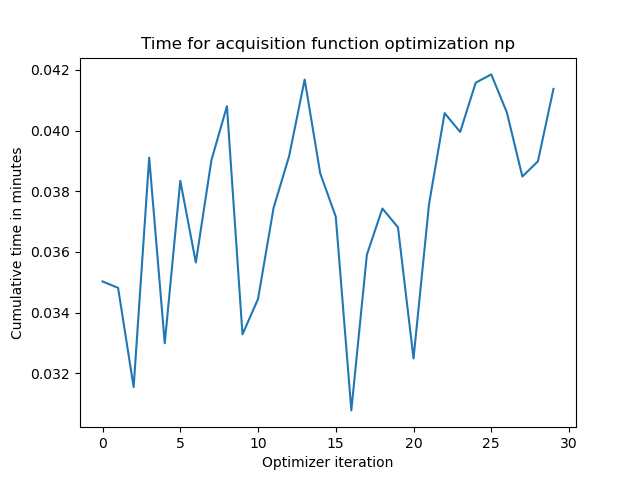 Time for acquisition function optimization np
Cumulative time in minutes
0.042
0.040
0.038
0.036
0.034
0.032
0 5 10 15 20 25 30
Optimizer iteration